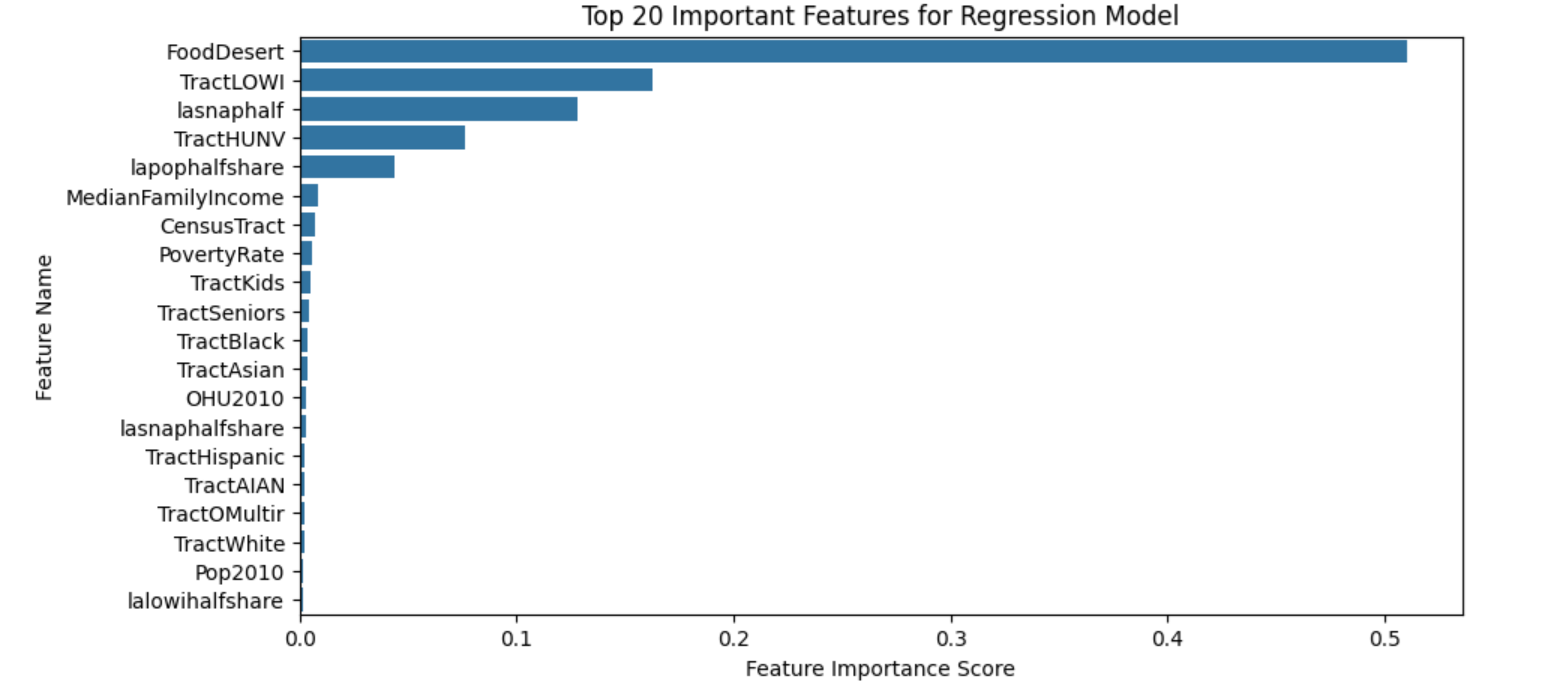 Top 20 Important Features for Regression Model
FoodDesert
TractLOWI
lasnaphalf
TractHUNV
lapophalfshare
MedianFamilyIncome
CensusTract
PovertyRate
TractKids
TractSeniors
TractBlack
TractAsian
OHU2010
lasnaphalfshare
TractHispanic
TractAIAN
TractOMultir
TractWhite
Pop2010
lalowihalfshare
Feature Name
0.0 0.1 0.2 0.3 0.4 0.5
Feature Importance Score